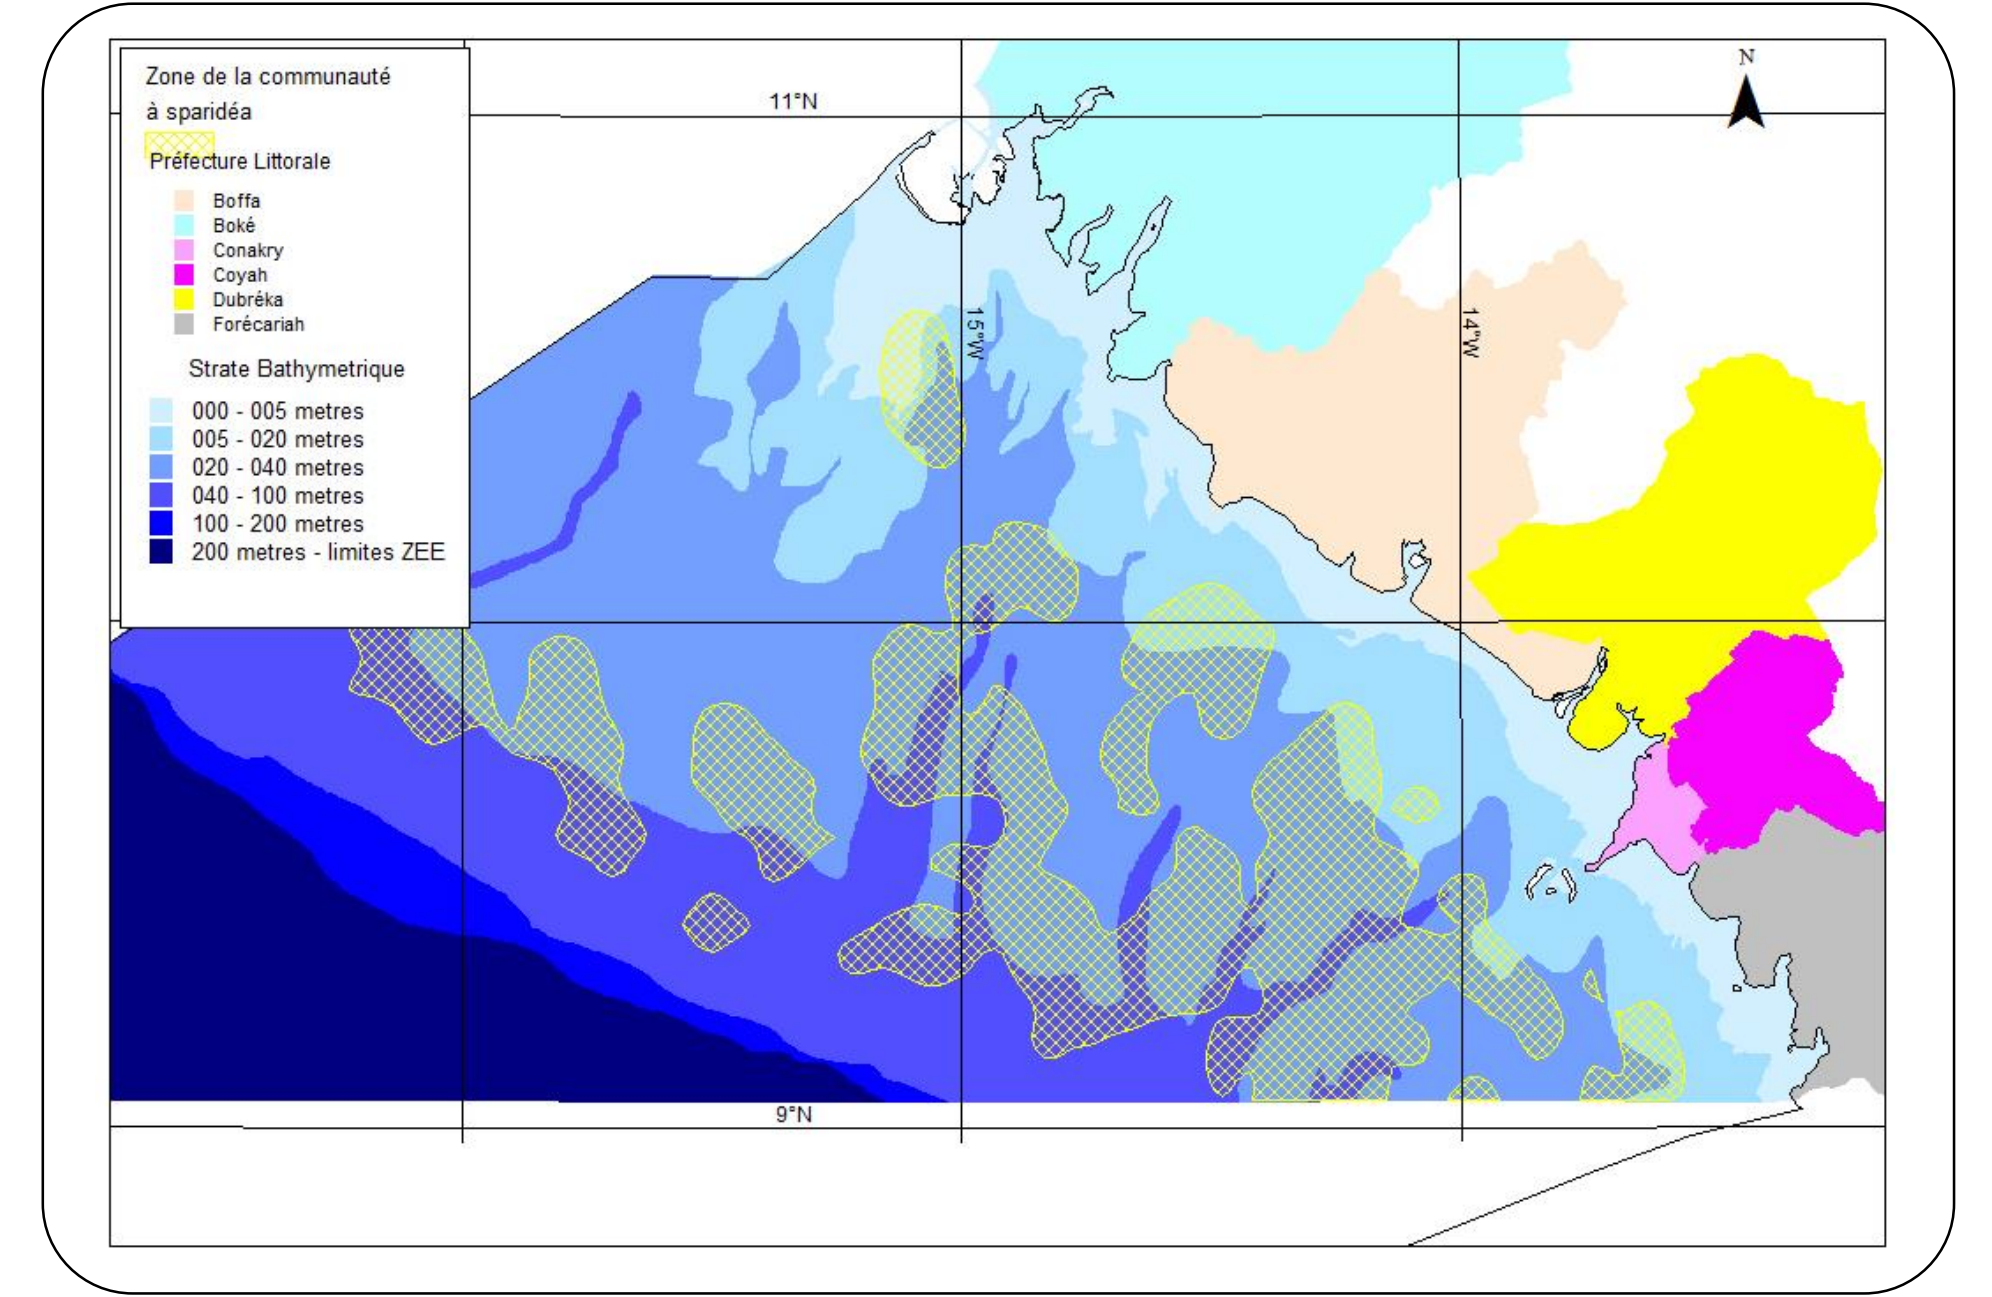 Zone de la communauté
à sparidéa
Préfecture Littorale
Boffa
Boké
Conakry
Coyah
Dubréka
Forécariah
Strate Bathymetrique
000 - 005 metres
005 - 020 metres
020 - 040 metres
040 - 100 metres
100 - 200 metres
200 metres - limites ZEE
11°N
N
15°W
14°W
9°N